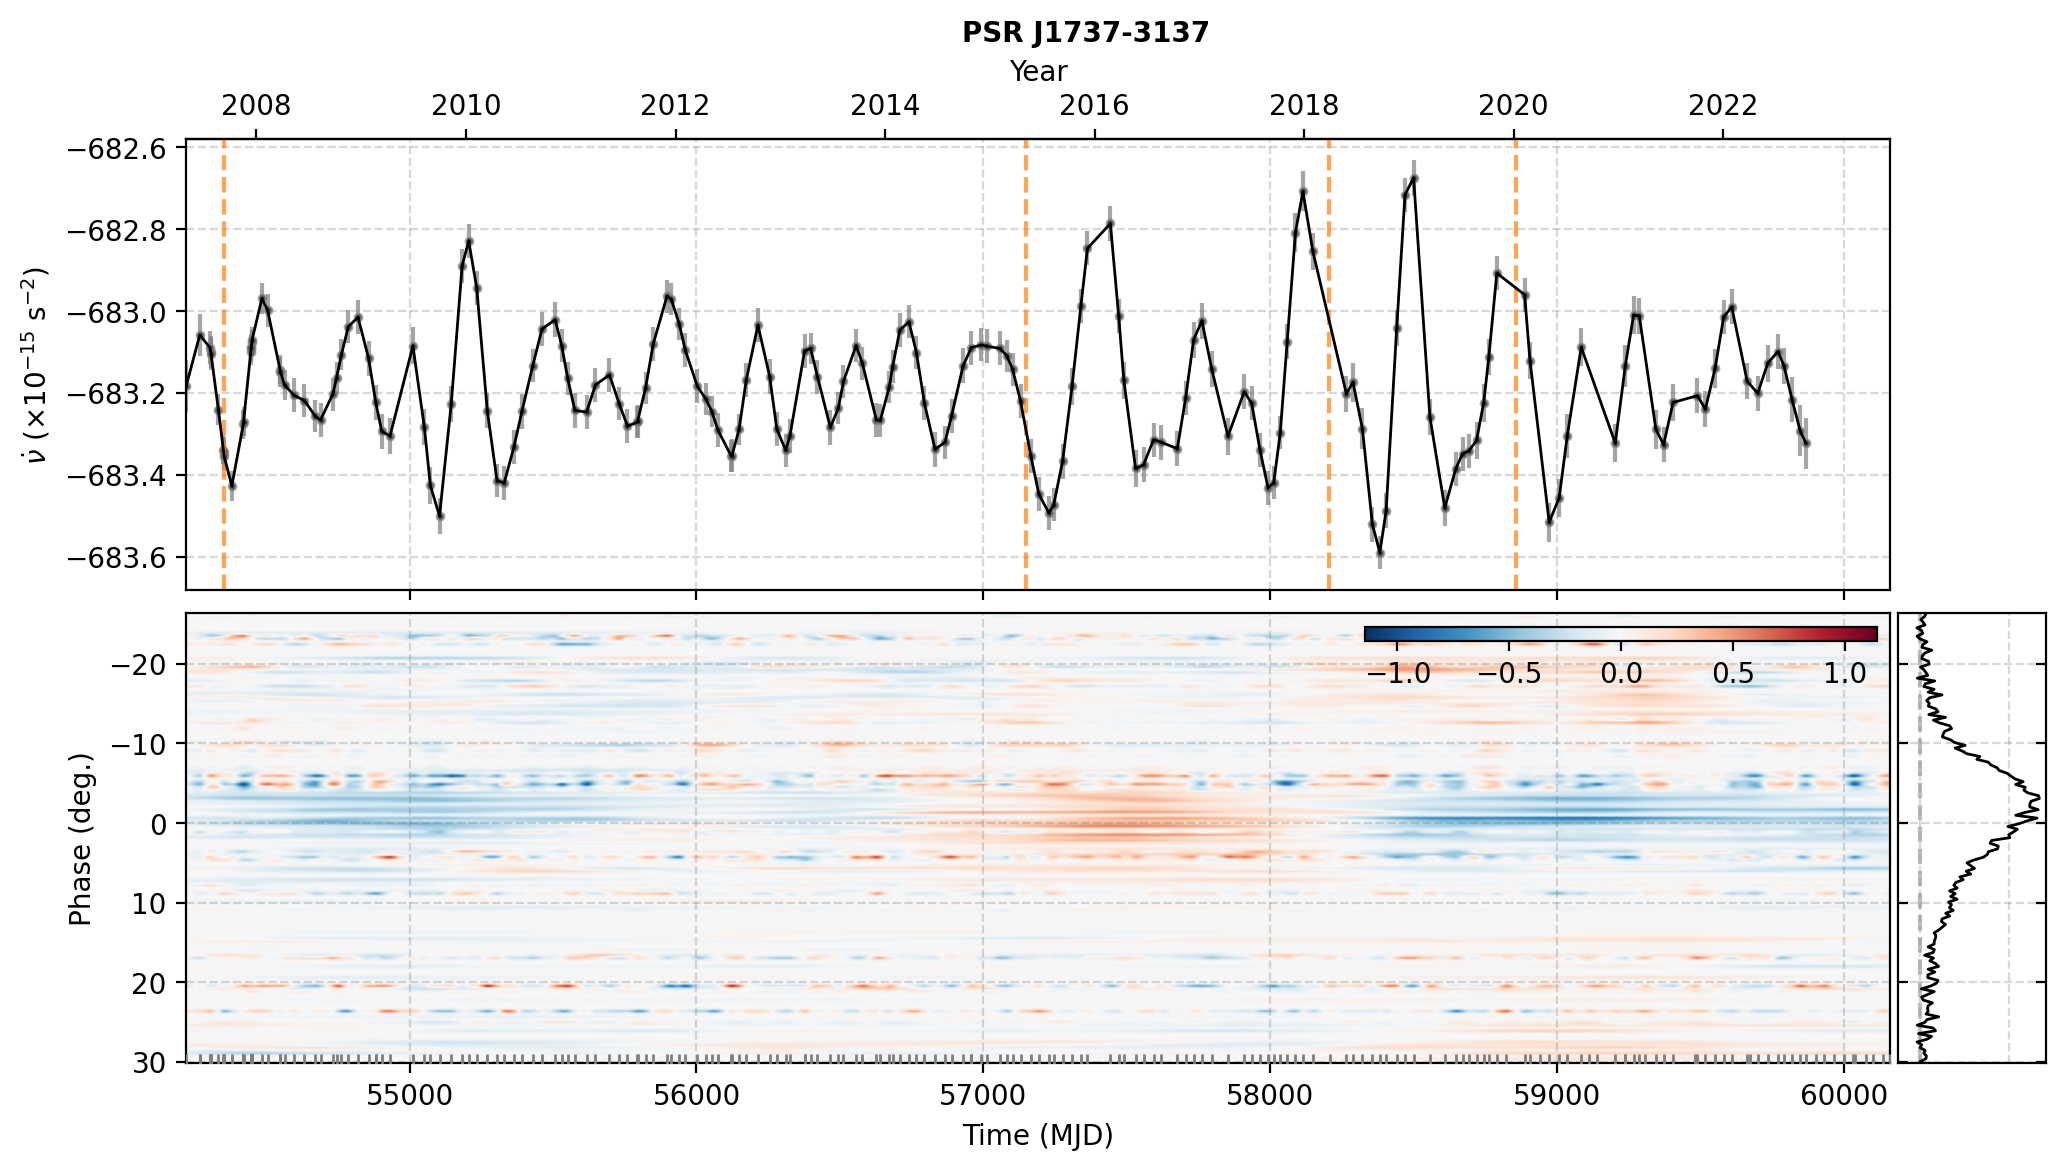 PSR J1737-3137
Year
2008 2010 2012 2014 2016 2018 2020 2022
−682.6
−682.8
−683.0
−683.2
−683.4
−683.6
ν̇ (×10⁻¹⁵ s⁻²)
−1.0 −0.5 0.0 0.5 1.0
−20
−10
0
10
20
30
Phase (deg.)
55000 56000 57000 58000 59000 60000
Time (MJD)